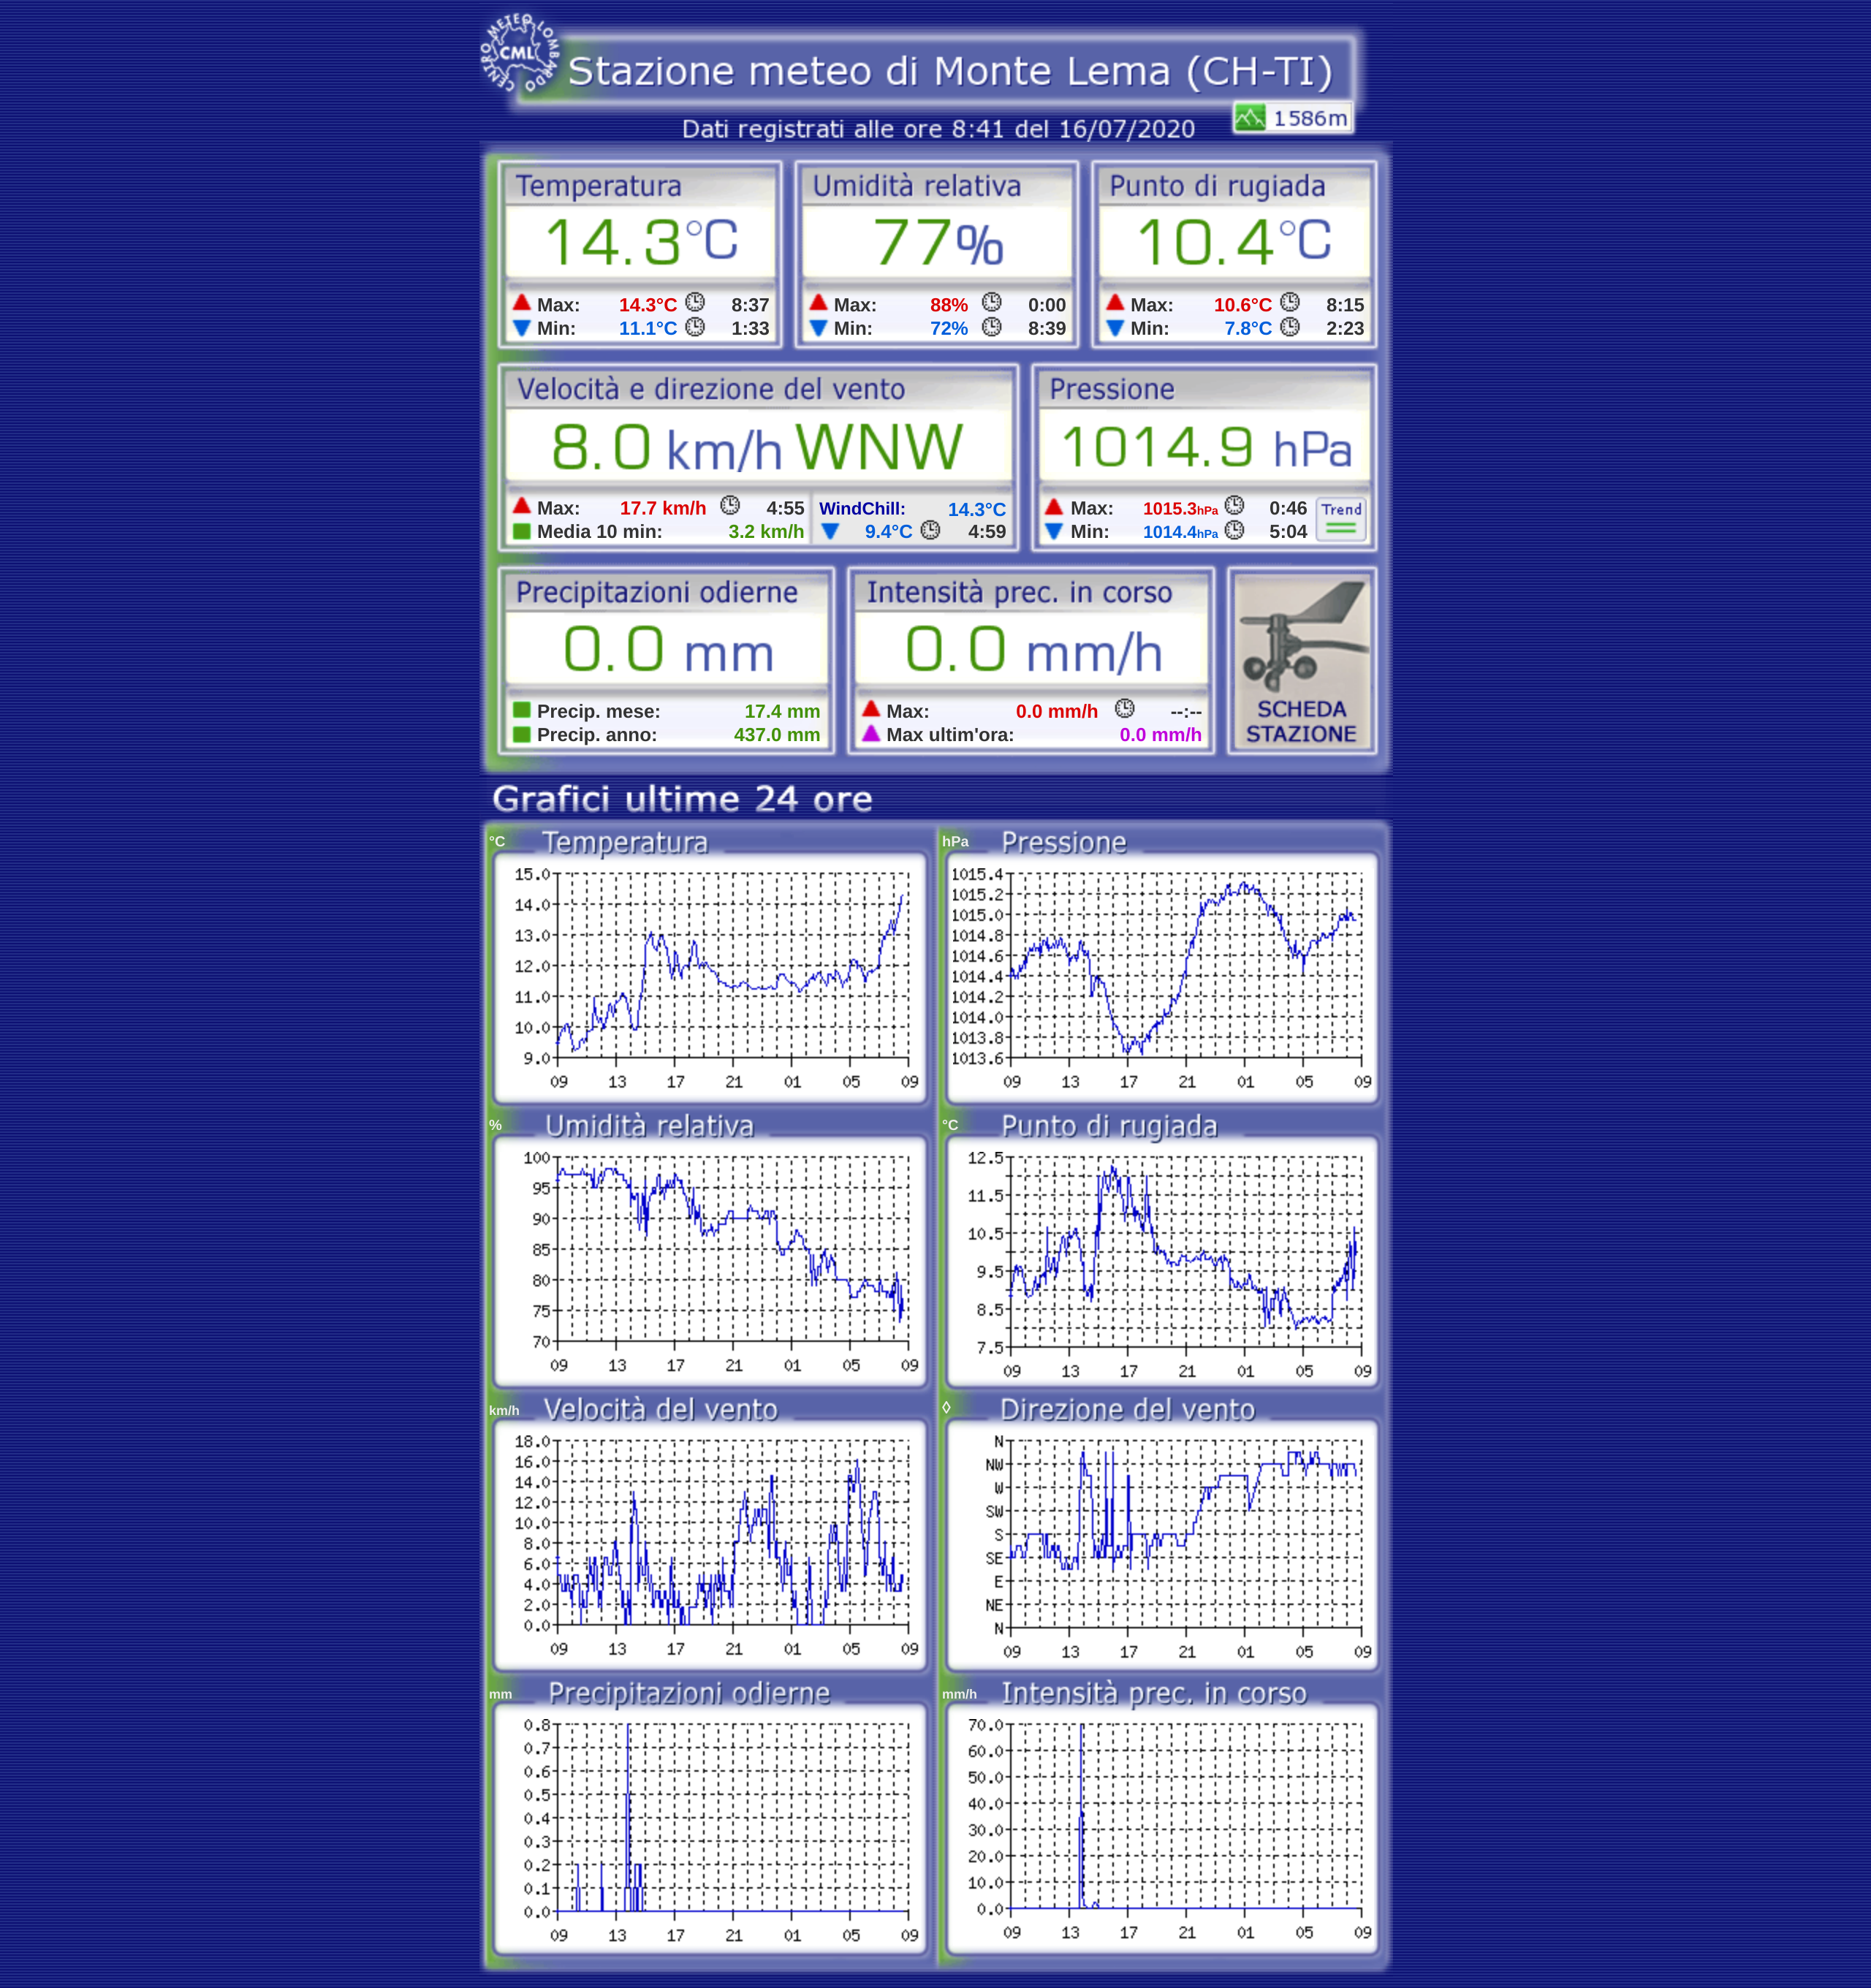 CENTRO METEO LOMBARDO
CML
Stazione meteo di Monte Lema (CH-TI)
1586m
Dati registrati alle ore 8:41 del 16/07/2020
Temperatura
14.3°C
Max: 14.3°C 8:37
Min: 11.1°C 1:33
Umidità relativa
77%
Max: 88% 0:00
Min: 72% 8:39
Punto di rugiada
10.4°C
Max: 10.6°C 8:15
Min: 7.8°C 2:23
Velocità e direzione del vento
8.0 km/h WNW
Max: 17.7 km/h 4:55
Media 10 min: 3.2 km/h
WindChill: 14.3°C
9.4°C 4:59
Pressione
1014.9 hPa
Max: 1015.3hPa 0:46
Min: 1014.4hPa 5:04
Trend
Precipitazioni odierne
0.0 mm
Precip. mese: 17.4 mm
Precip. anno: 437.0 mm
Intensità prec. in corso
0.0 mm/h
Max: 0.0 mm/h --:--
Max ultim'ora: 0.0 mm/h
SCHEDA
STAZIONE
Grafici ultime 24 ore
°C Temperatura
15.0
14.0
13.0
12.0
11.0
10.0
9.0
09 13 17 21 01 05 09
hPa Pressione
1015.4
1015.2
1015.0
1014.8
1014.6
1014.4
1014.2
1014.0
1013.8
1013.6
09 13 17 21 01 05 09
% Umidità relativa
100
95
90
85
80
75
70
09 13 17 21 01 05 09
°C Punto di rugiada
12.5
11.5
10.5
9.5
8.5
7.5
09 13 17 21 01 05 09
km/h Velocità del vento
18.0
16.0
14.0
12.0
10.0
8.0
6.0
4.0
2.0
0.0
09 13 17 21 01 05 09
◊ Direzione del vento
N
NW
W
SW
S
SE
E
NE
N
09 13 17 21 01 05 09
mm Precipitazioni odierne
0.8
0.7
0.6
0.5
0.4
0.3
0.2
0.1
0.0
09 13 17 21 01 05 09
mm/h Intensità prec. in corso
70.0
60.0
50.0
40.0
30.0
20.0
10.0
0.0
09 13 17 21 01 05 09